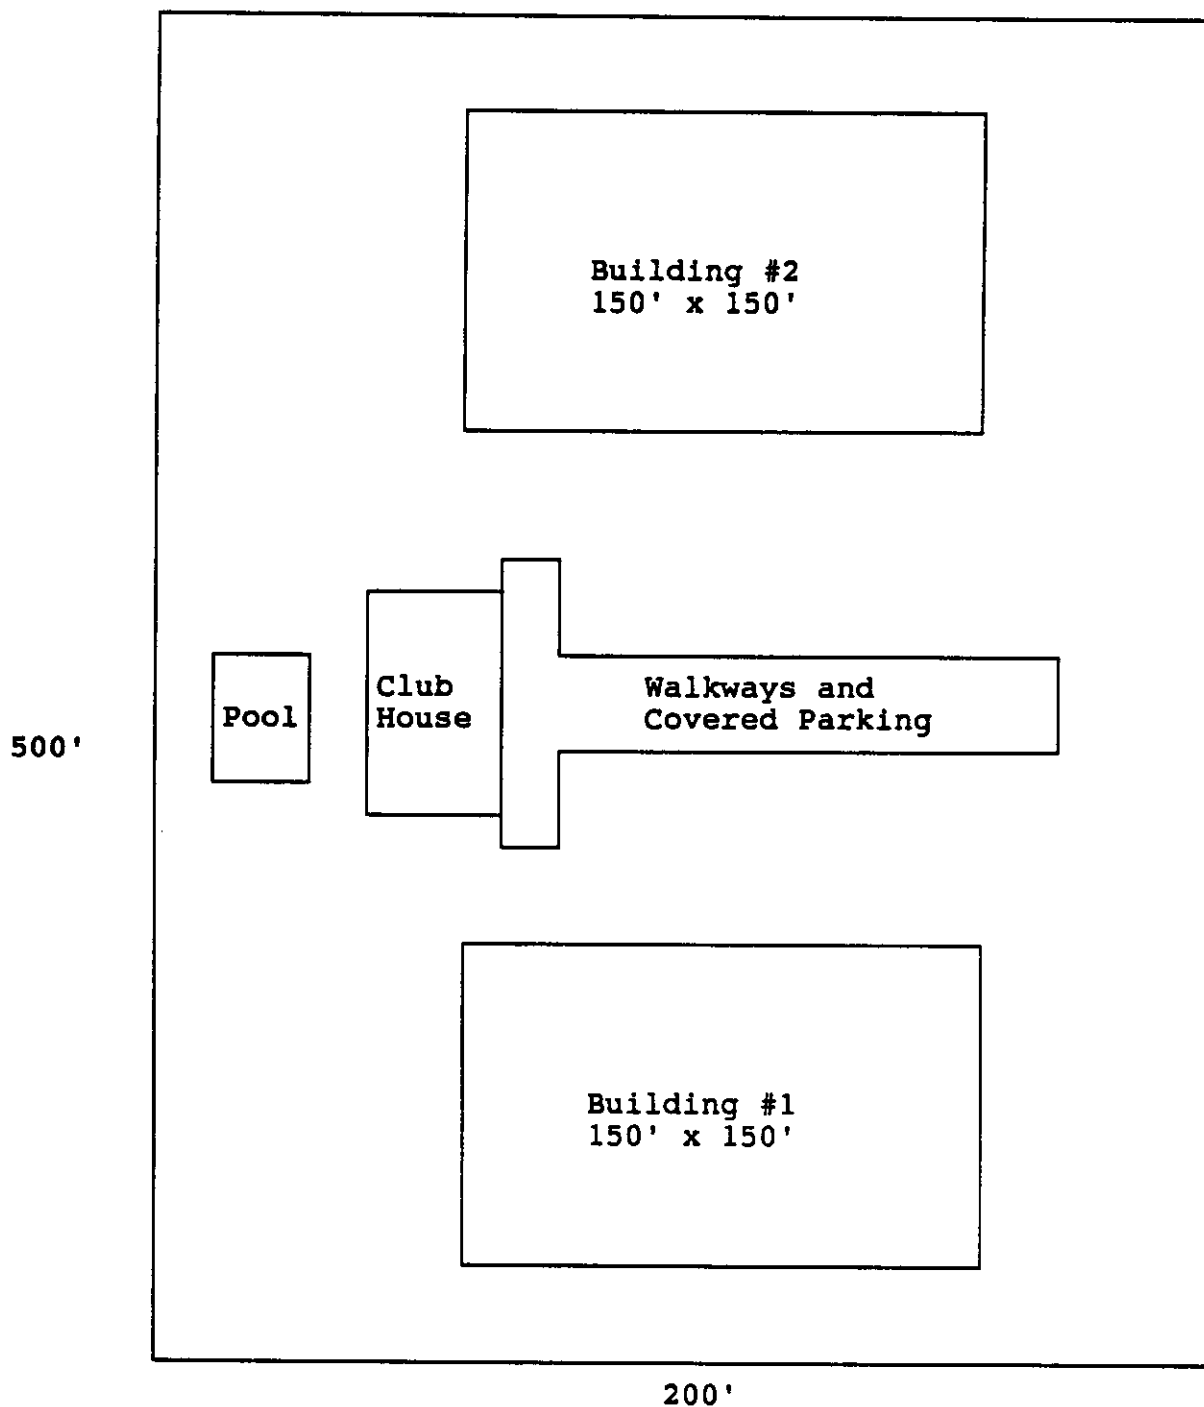 Building #2
150' x 150'
Club
House
Walkways and
Covered Parking
Pool
500'
Building #1
150' x 150'
200'